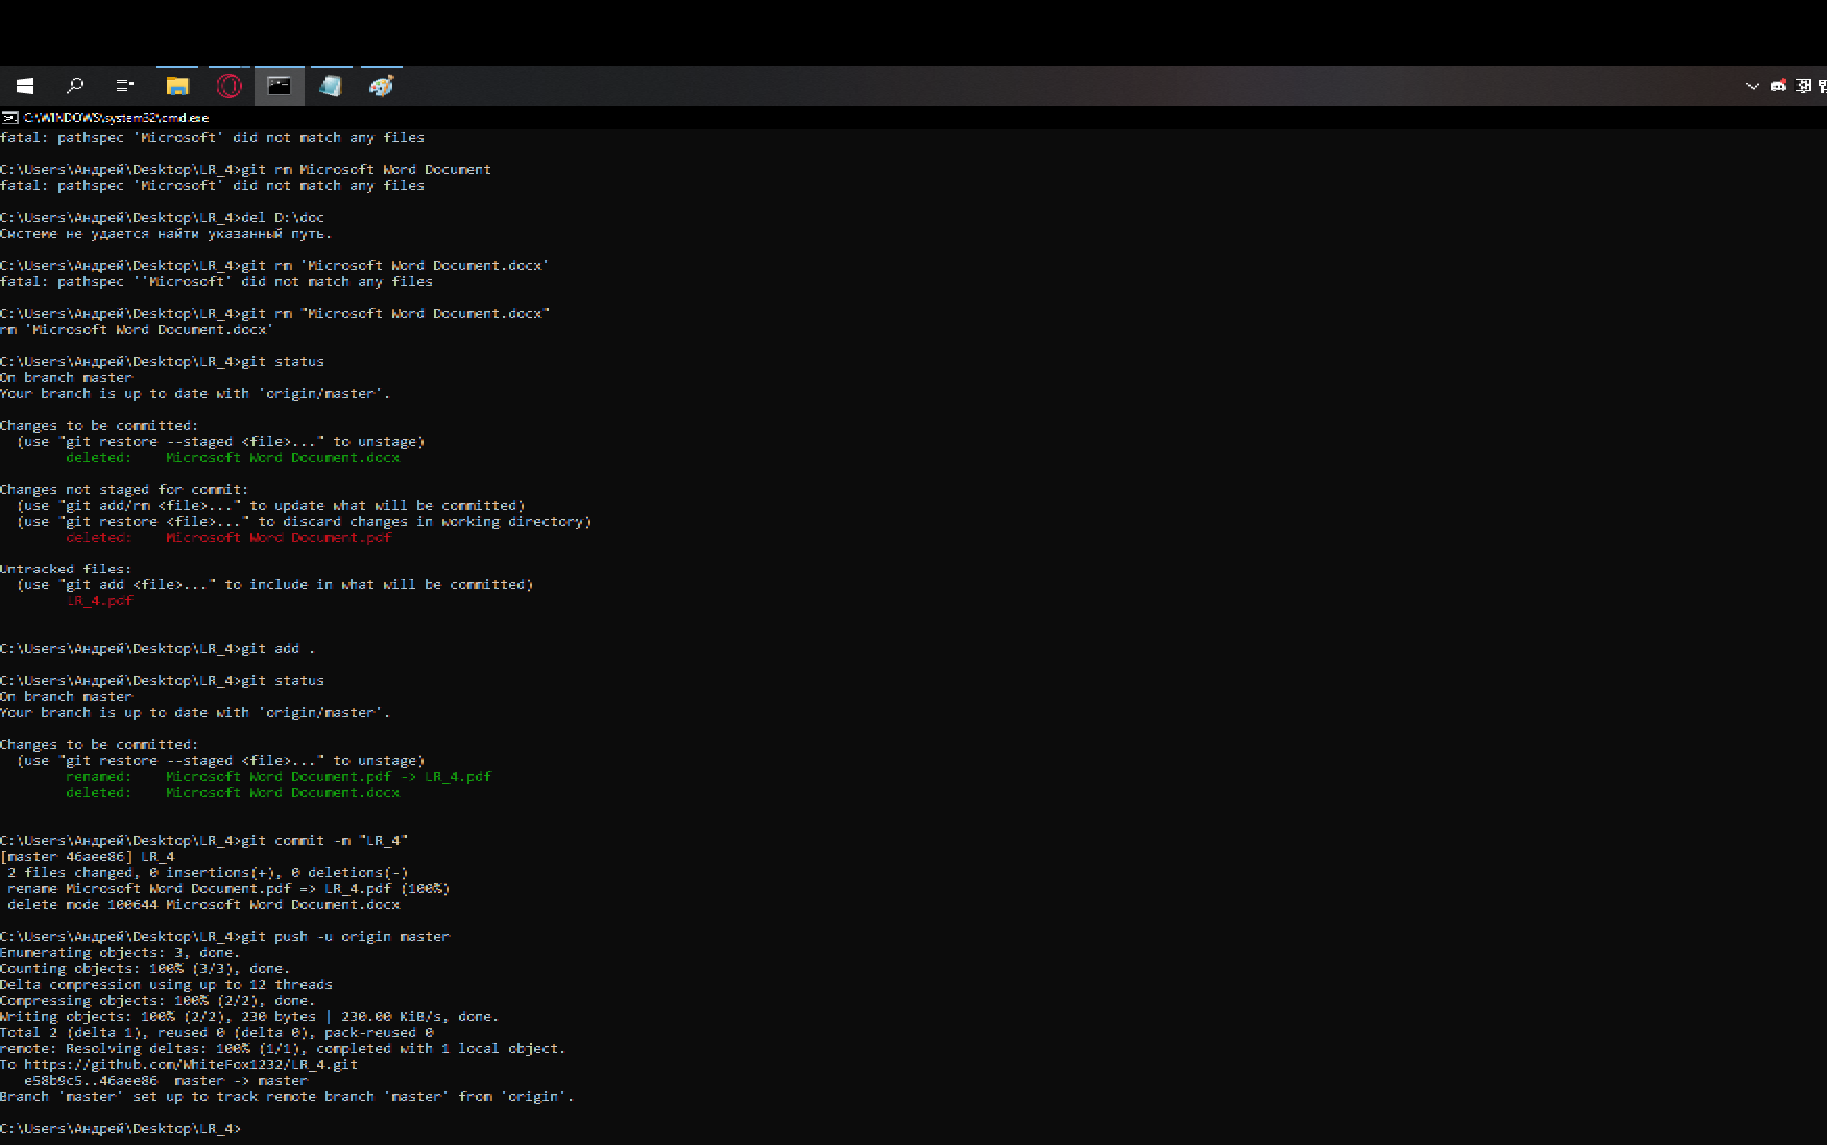 C:\WINDOWS\system32\cmd.exe
fatal: pathspec 'Microsoft' did not match any files
C:\Users\Андрей\Desktop\LR_4>git rm Microsoft Word Document
fatal: pathspec 'Microsoft' did not match any files
C:\Users\Андрей\Desktop\LR_4>del D:\doc
Системе не удается найти указанный путь.
C:\Users\Андрей\Desktop\LR_4>git rm 'Microsoft Word Document.docx'
fatal: pathspec ''Microsoft' did not match any files
C:\Users\Андрей\Desktop\LR_4>git rm "Microsoft Word Document.docx"
rm 'Microsoft Word Document.docx'
C:\Users\Андрей\Desktop\LR_4>git status
On branch master
Your branch is up to date with 'origin/master'.
Changes to be committed:
  (use "git restore --staged <file>..." to unstage)
        deleted:    Microsoft Word Document.docx
Changes not staged for commit:
  (use "git add/rm <file>..." to update what will be committed)
  (use "git restore <file>..." to discard changes in working directory)
        deleted:    Microsoft Word Document.pdf
Untracked files:
  (use "git add <file>..." to include in what will be committed)
        LR_4.pdf
C:\Users\Андрей\Desktop\LR_4>git add .
C:\Users\Андрей\Desktop\LR_4>git status
On branch master
Your branch is up to date with 'origin/master'.
Changes to be committed:
  (use "git restore --staged <file>..." to unstage)
        renamed:    Microsoft Word Document.pdf -> LR_4.pdf
        deleted:    Microsoft Word Document.docx
C:\Users\Андрей\Desktop\LR_4>git commit -m "LR_4"
[master 46aee86] LR_4
 2 files changed, 0 insertions(+), 0 deletions(-)
 rename Microsoft Word Document.pdf => LR_4.pdf (100%)
 delete mode 100644 Microsoft Word Document.docx
C:\Users\Андрей\Desktop\LR_4>git push -u origin master
Enumerating objects: 3, done.
Counting objects: 100% (3/3), done.
Delta compression using up to 12 threads
Compressing objects: 100% (2/2), done.
Writing objects: 100% (2/2), 230 bytes | 230.00 KiB/s, done.
Total 2 (delta 1), reused 0 (delta 0), pack-reused 0
remote: Resolving deltas: 100% (1/1), completed with 1 local object.
To https://github.com/WhiteFox1232/LR_4.git
   e58b9c5..46aee86  master -> master
Branch 'master' set up to track remote branch 'master' from 'origin'.
C:\Users\Андрей\Desktop\LR_4>